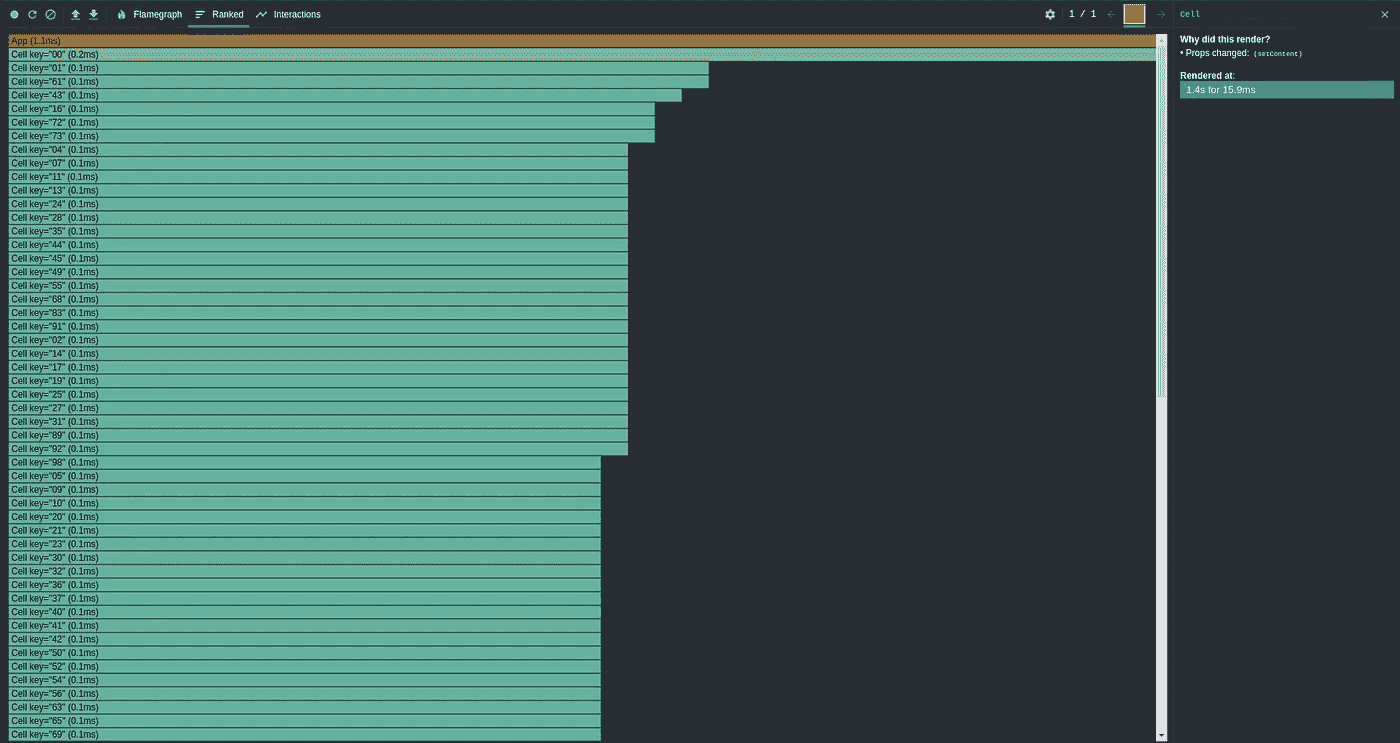 Flamegraph Ranked Interactions 1 / 1 Cell
App (1.1ms)
Cell key="00" (0.2ms)
Cell key="01" (0.1ms)
Cell key="61" (0.1ms)
Cell key="43" (0.1ms)
Cell key="16" (0.1ms)
Cell key="72" (0.1ms)
Cell key="73" (0.1ms)
Cell key="04" (0.1ms)
Cell key="07" (0.1ms)
Cell key="11" (0.1ms)
Cell key="13" (0.1ms)
Cell key="24" (0.1ms)
Cell key="28" (0.1ms)
Cell key="35" (0.1ms)
Cell key="44" (0.1ms)
Cell key="45" (0.1ms)
Cell key="49" (0.1ms)
Cell key="55" (0.1ms)
Cell key="68" (0.1ms)
Cell key="83" (0.1ms)
Cell key="91" (0.1ms)
Cell key="02" (0.1ms)
Cell key="14" (0.1ms)
Cell key="17" (0.1ms)
Cell key="19" (0.1ms)
Cell key="25" (0.1ms)
Cell key="27" (0.1ms)
Cell key="31" (0.1ms)
Cell key="89" (0.1ms)
Cell key="92" (0.1ms)
Cell key="98" (0.1ms)
Cell key="05" (0.1ms)
Cell key="09" (0.1ms)
Cell key="10" (0.1ms)
Cell key="20" (0.1ms)
Cell key="21" (0.1ms)
Cell key="23" (0.1ms)
Cell key="30" (0.1ms)
Cell key="32" (0.1ms)
Cell key="36" (0.1ms)
Cell key="37" (0.1ms)
Cell key="40" (0.1ms)
Cell key="41" (0.1ms)
Cell key="42" (0.1ms)
Cell key="50" (0.1ms)
Cell key="52" (0.1ms)
Cell key="54" (0.1ms)
Cell key="56" (0.1ms)
Cell key="63" (0.1ms)
Cell key="65" (0.1ms)
Cell key="69" (0.1ms)
Why did this render?
• Props changed: (setContent)
Rendered at:
1.4s for 15.9ms